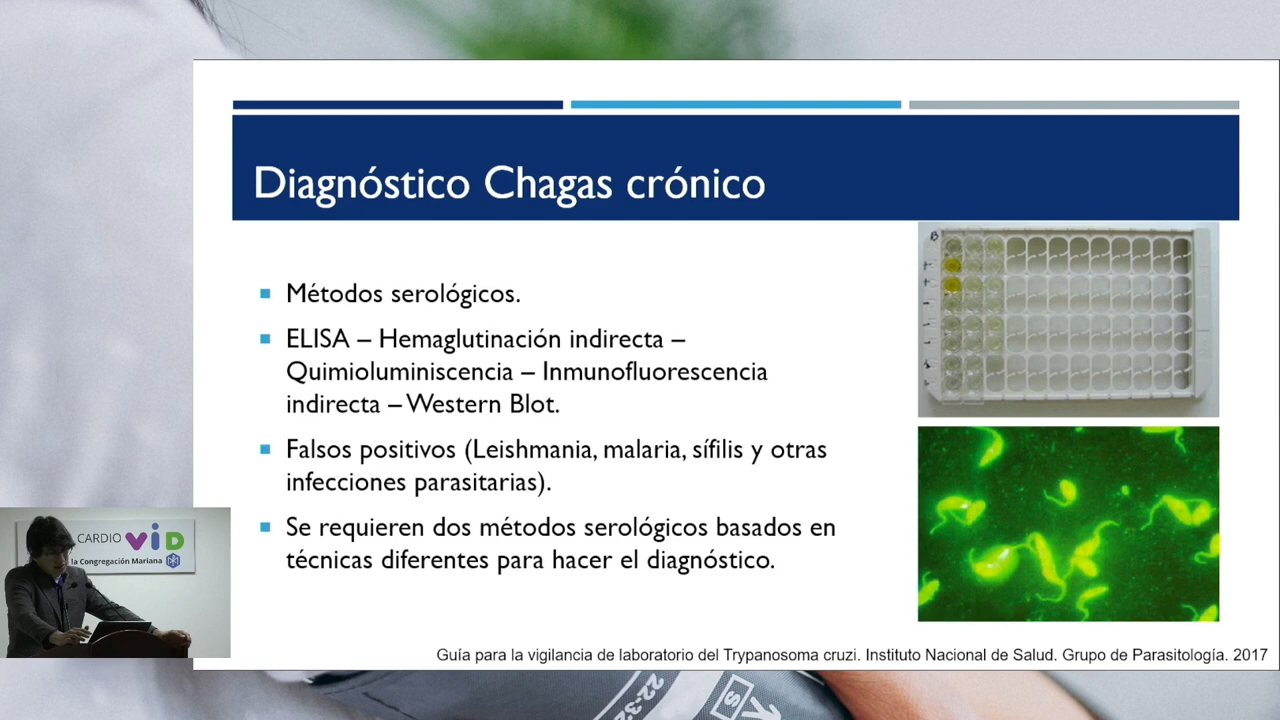 Diagnóstico Chagas crónico
Métodos serológicos.
ELISA – Hemaglutinación indirecta –
Quimioluminiscencia – Inmunofluorescencia
indirecta – Western Blot.
Falsos positivos (Leishmania, malaria, sífilis y otras
infecciones parasitarias).
Se requieren dos métodos serológicos basados en
técnicas diferentes para hacer el diagnóstico.
CARDIO VID
la Congregación Mariana
Guía para la vigilancia de laboratorio del Trypanosoma cruzi. Instituto Nacional de Salud. Grupo de Parasitología. 2017